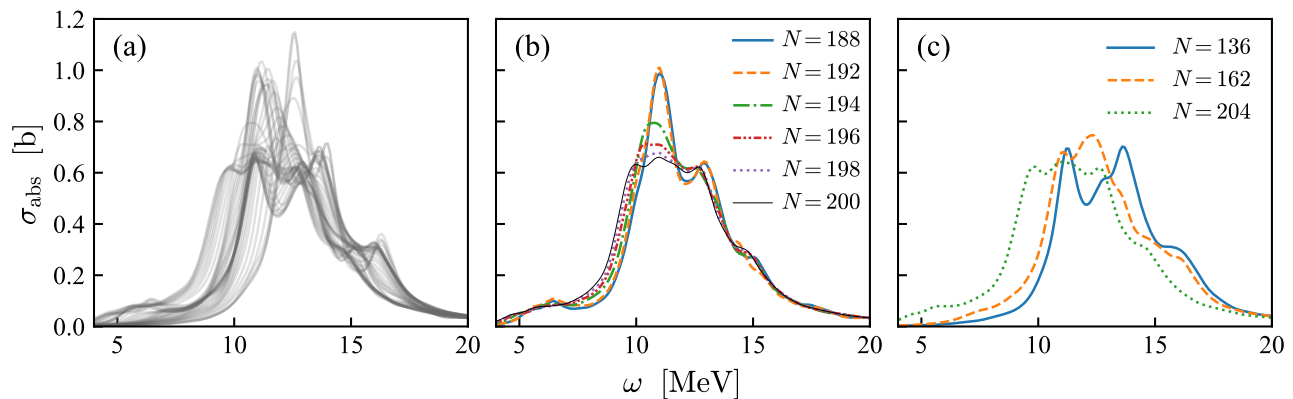 (a)
(b)
(c)
σabs [b]
1.2
1.0
0.8
0.6
0.4
0.2
0.0
5
10
15
20
N = 188
N = 192
N = 194
N = 196
N = 198
N = 200
5
10
15
20
N = 136
N = 162
N = 204
5
10
15
20
ω [MeV]